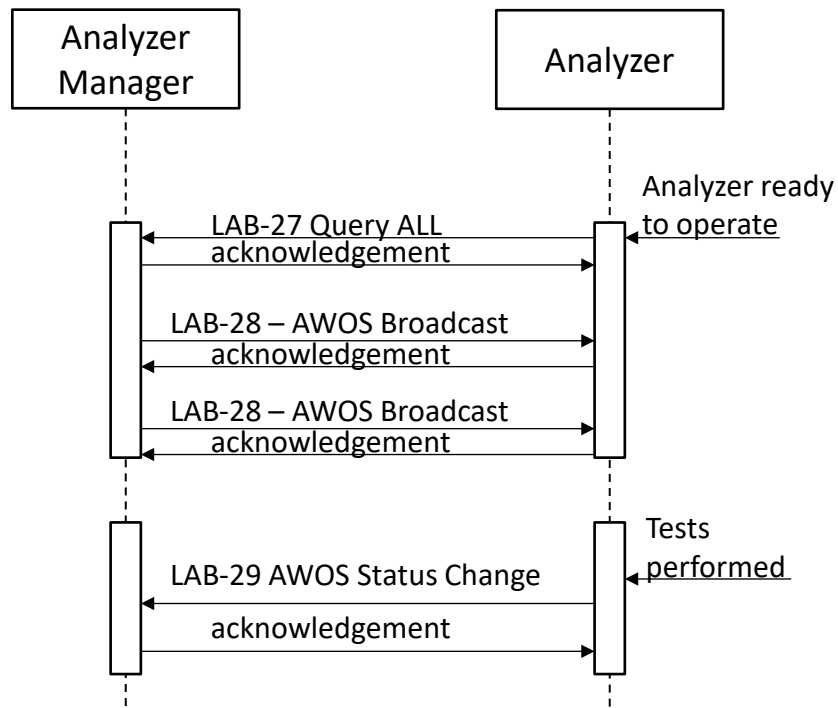 Analyzer
Manager
Analyzer
Analyzer ready
to operate
LAB-27 Query ALL
acknowledgement
LAB-28 – AWOS Broadcast
acknowledgement
LAB-28 – AWOS Broadcast
acknowledgement
Tests
performed
LAB-29 AWOS Status Change
acknowledgement